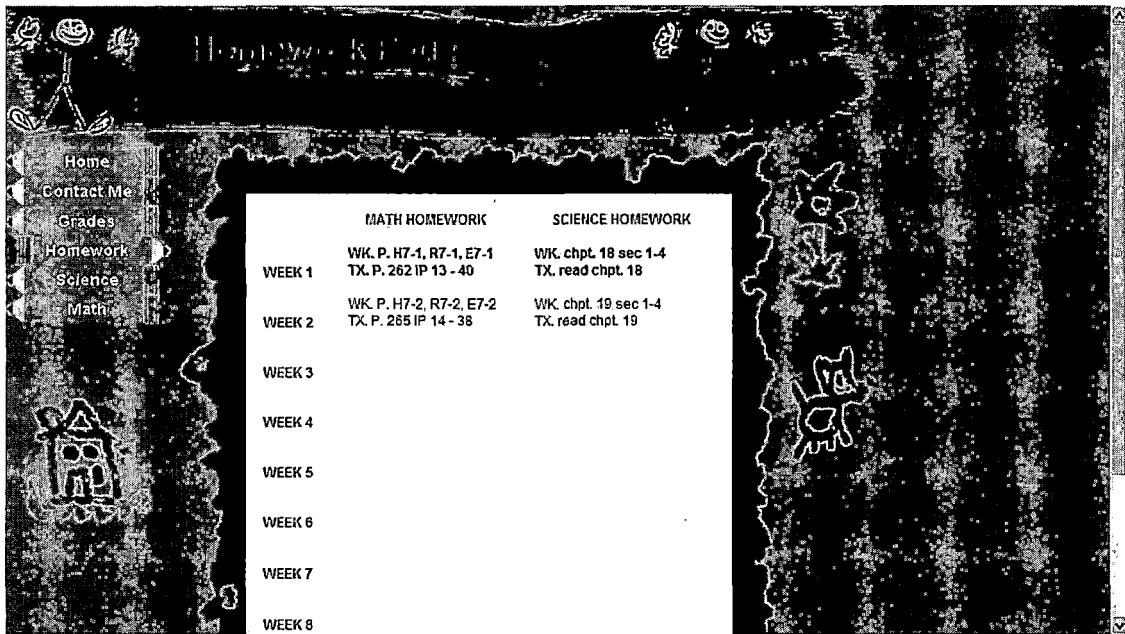 Home
Contact Me
Grades
Homework
Science
Math
MATH HOMEWORK SCIENCE HOMEWORK
WK. P. H7-1, R7-1, E7-1 WK. chpt. 18 sec 1-4
WEEK 1 TX. P. 262 IP 13 - 40 TX. read chpt. 18
WK. P. H7-2, R7-2, E7-2 WK. chpt. 19 sec 1-4
WEEK 2 TX. P. 265 IP 14 - 38 TX. read chpt. 19
WEEK 3
WEEK 4
WEEK 5
WEEK 6
WEEK 7
WEEK 8